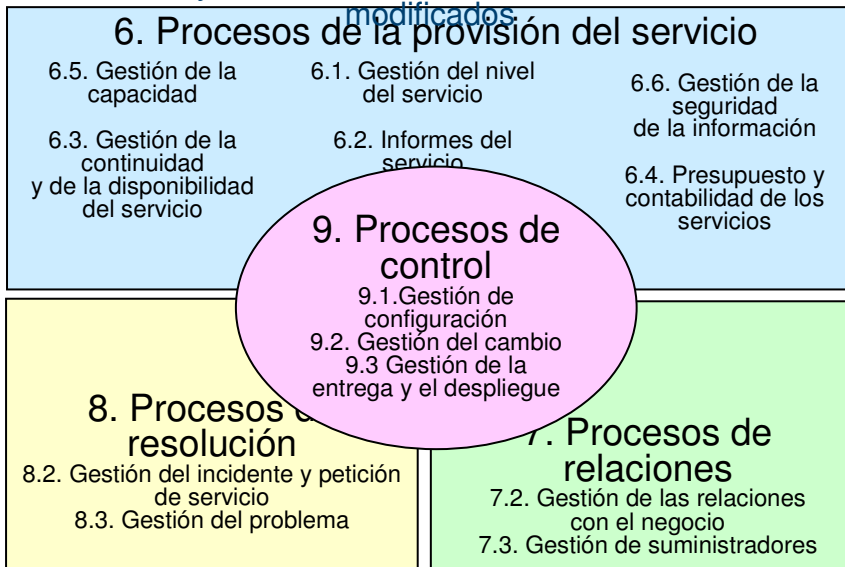 modificados
6. Procesos de la provisión del servicio
6.5. Gestión de la
capacidad
6.3. Gestión de la
continuidad
y de la disponibilidad
del servicio
6.1. Gestión del nivel
del servicio
6.2. Informes del
servicio
6.6. Gestión de la
seguridad
de la información
6.4. Presupuesto y
contabilidad de los
servicios
9. Procesos de
control
9.1.Gestión de
configuración
9.2. Gestión del cambio
9.3 Gestión de la
entrega y el despliegue
8. Procesos
resolución
8.2. Gestión del incidente y petición
de servicio
8.3. Gestión del problema
7. Procesos de
relaciones
7.2. Gestión de las relaciones
con el negocio
7.3. Gestión de suministradores